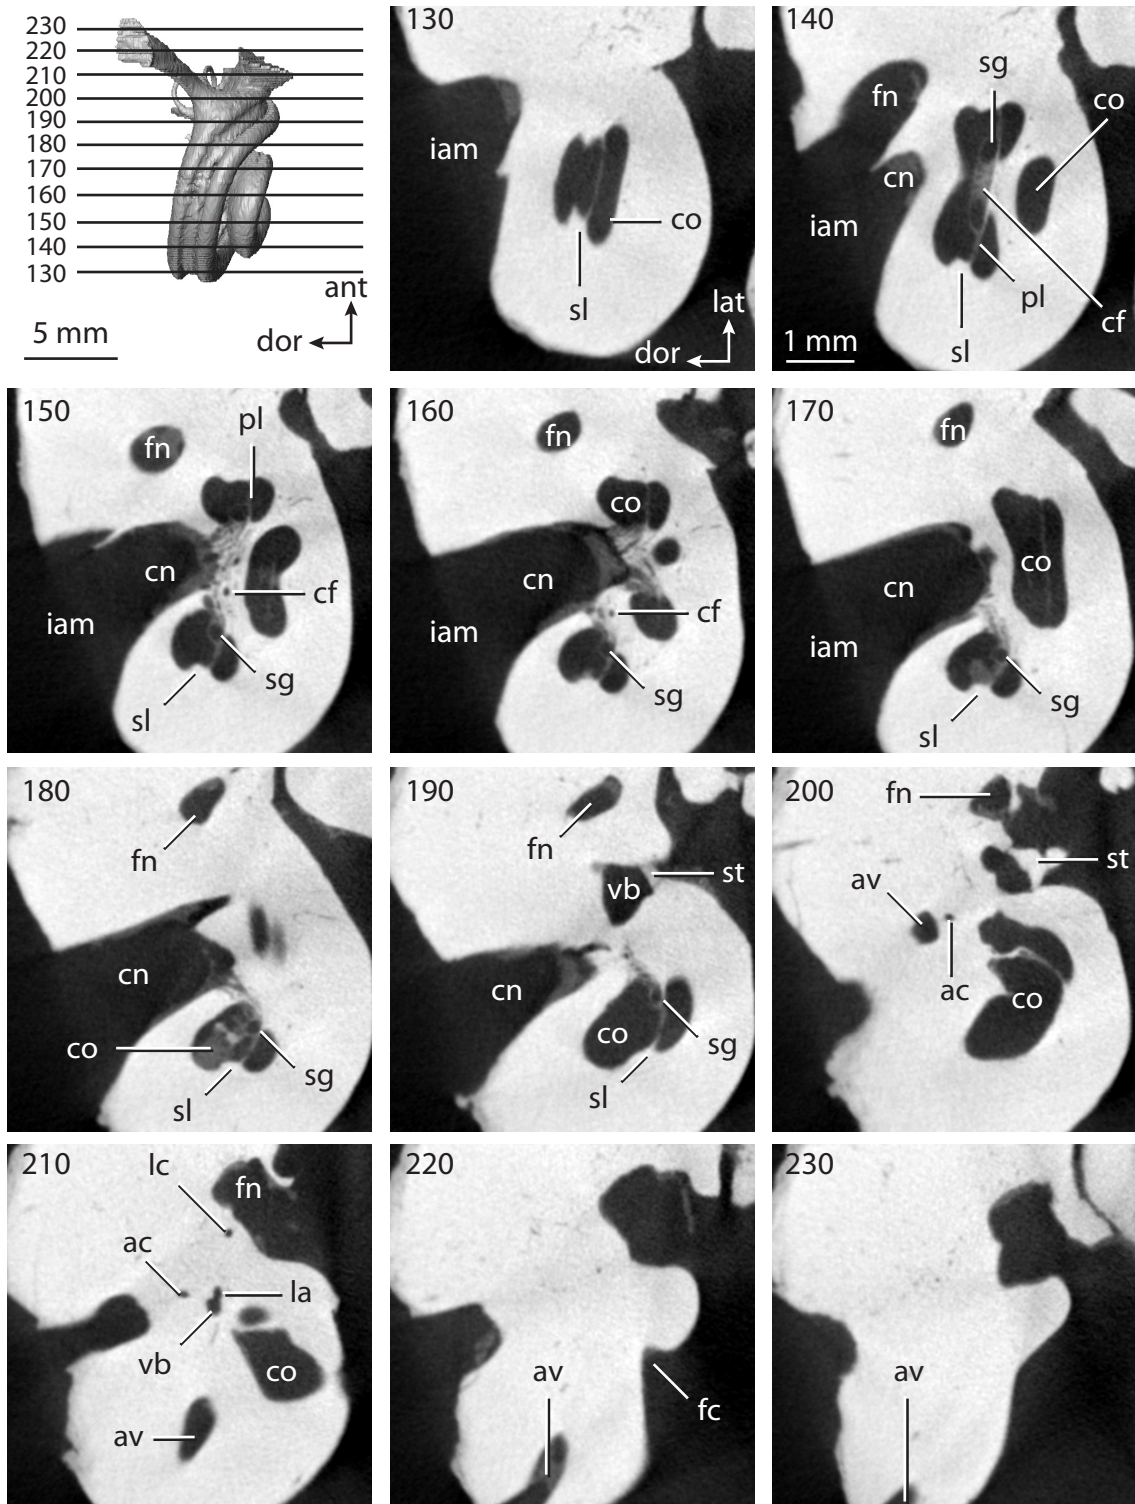 230
220
210
200
190
180
170
160
150
140
130
ant
dor
5 mm
130
iam
co
sl
lat
dor
140
sg
fn
co
cn
iam
pl
cf
sl
1 mm
150
pl
fn
cn
cf
iam
sg
sl
160
fn
co
cn
cf
iam
sg
170
fn
co
cn
iam
sg
sl
180
fn
cn
co
sg
sl
190
fn
st
vb
cn
co
sg
sl
200
fn
st
av
ac
co
210
lc
fn
ac
la
vb
co
av
220
av
fc
230
av